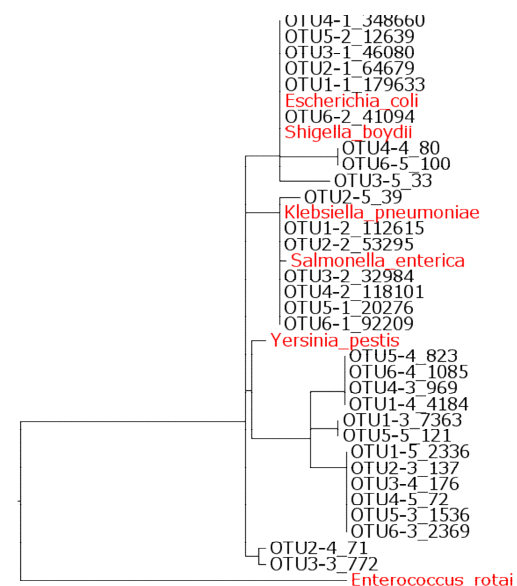 OTU4-1_348660
OTU5-2_12639
OTU3-1_46080
OTU2-1_64679
OTU1-1_179633
Escherichia_coli
OTU6-2_41094
Shigella_boydii
OTU4-4_80
OTU6-5_100
OTU3-5_33
OTU2-5_39
Klebsiella_pneumoniae
OTU1-2_112615
OTU2-2_53295
Salmonella_enterica
OTU3-2_32984
OTU4-2_118101
OTU5-1_20276
OTU6-1_92209
Yersinia_pestis
OTU5-4_823
OTU6-4_1085
OTU4-3_969
OTU1-4_4184
OTU1-3_7363
OTU5-5_121
OTU1-5_2336
OTU2-3_137
OTU3-4_176
OTU4-5_72
OTU5-3_1536
OTU6-3_2369
OTU2-4_71
OTU3-3_772
Enterococcus_rotai